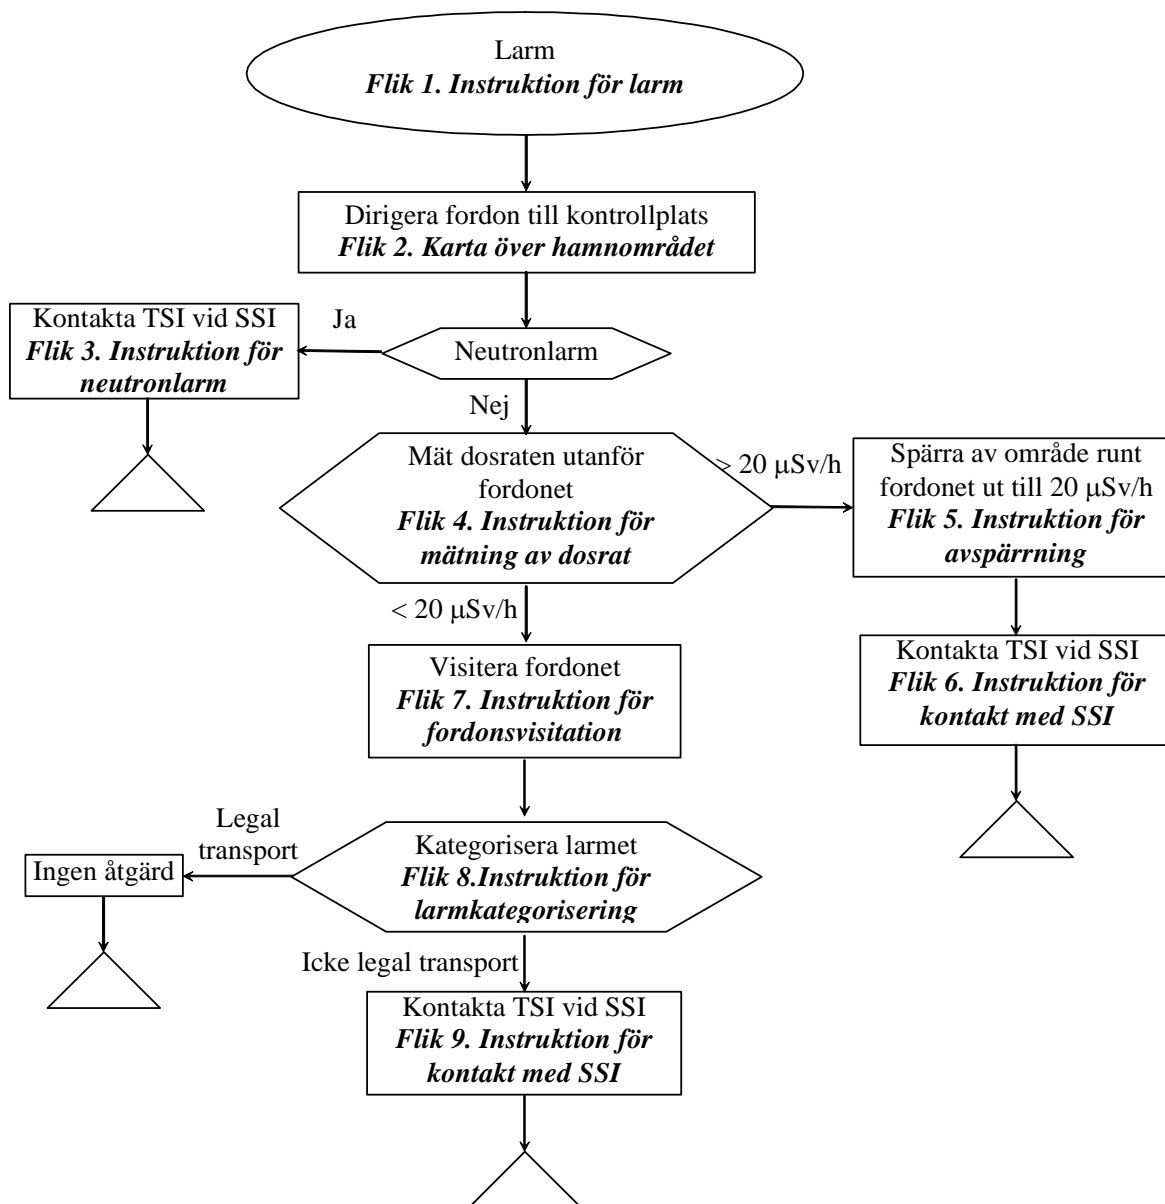 Larm
Flik 1. Instruktion för larm
Dirigera fordon till kontrollplats
Flik 2. Karta över hamnområdet
Kontakta TSI vid SSI
Flik 3. Instruktion för
neutronlarm
Ja
Neutronlarm
Nej
Mät dosraten utanför
fordonet
Flik 4. Instruktion för
mätning av dosrat
> 20 µSv/h
Spärra av område runt
fordonet ut till 20 µSv/h
Flik 5. Instruktion för
avspärrning
< 20 µSv/h
Kontakta TSI vid SSI
Flik 6. Instruktion för
kontakt med SSI
Visitera fordonet
Flik 7. Instruktion för
fordonsvisitation
Legal
transport
Ingen åtgärd
Kategorisera larmet
Flik 8.Instruktion för
larmkategorisering
Icke legal transport
Kontakta TSI vid SSI
Flik 9. Instruktion för
kontakt med SSI